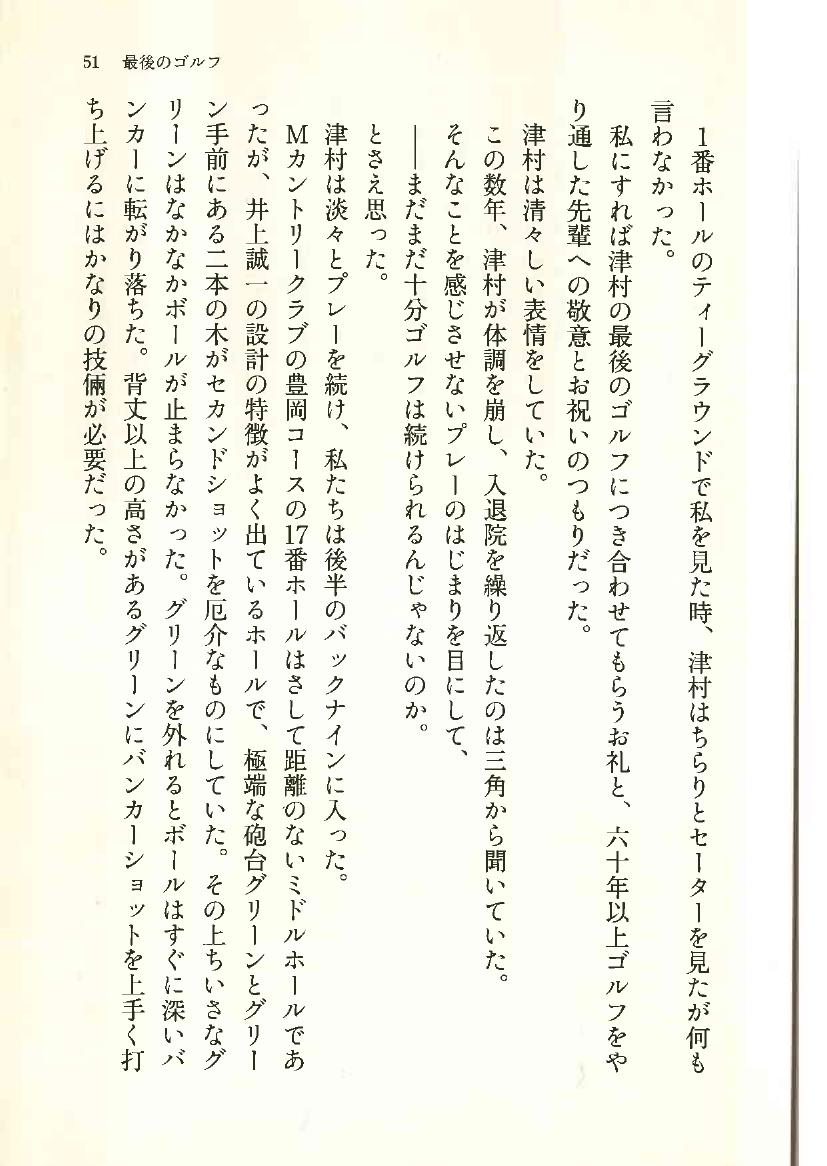 51 最後のゴルフ
1番ホールのティーグラウンドで私を見た時、津村はちらりとセーターを見たが何も
言わなかった。
私にすれば津村の最後のゴルフにつき合わせてもらうお礼と、六十年以上ゴルフをや
り通した先輩への敬意とお祝いのつもりだった。
津村は清々しい表情をしていた。
この数年、津村が体調を崩し、入退院を繰り返したのは三角から聞いていた。
そんなことを感じさせないプレーのはじまりを目にして、
――まだまだ十分ゴルフは続けられるんじゃないのか。
とさえ思った。
津村は淡々とプレーを続け、私たちは後半のバックナインに入った。
Mカントリークラブの豊岡コースの17番ホールはさして距離のないミドルホールであ
ったが、井上誠一の設計の特徴がよく出ているホールで、極端な砲台グリーンとグリー
ン手前にある二本の木がセカンドショットを厄介なものにしていた。その上ちいさなグ
リーンはなかなかボールが止まらなかった。グリーンを外れるとボールはすぐに深いバ
ンカーに転がり落ちた。背丈以上の高さがあるグリーンにバンカーショットを上手く打
ち上げるにはかなりの技倆が必要だった。